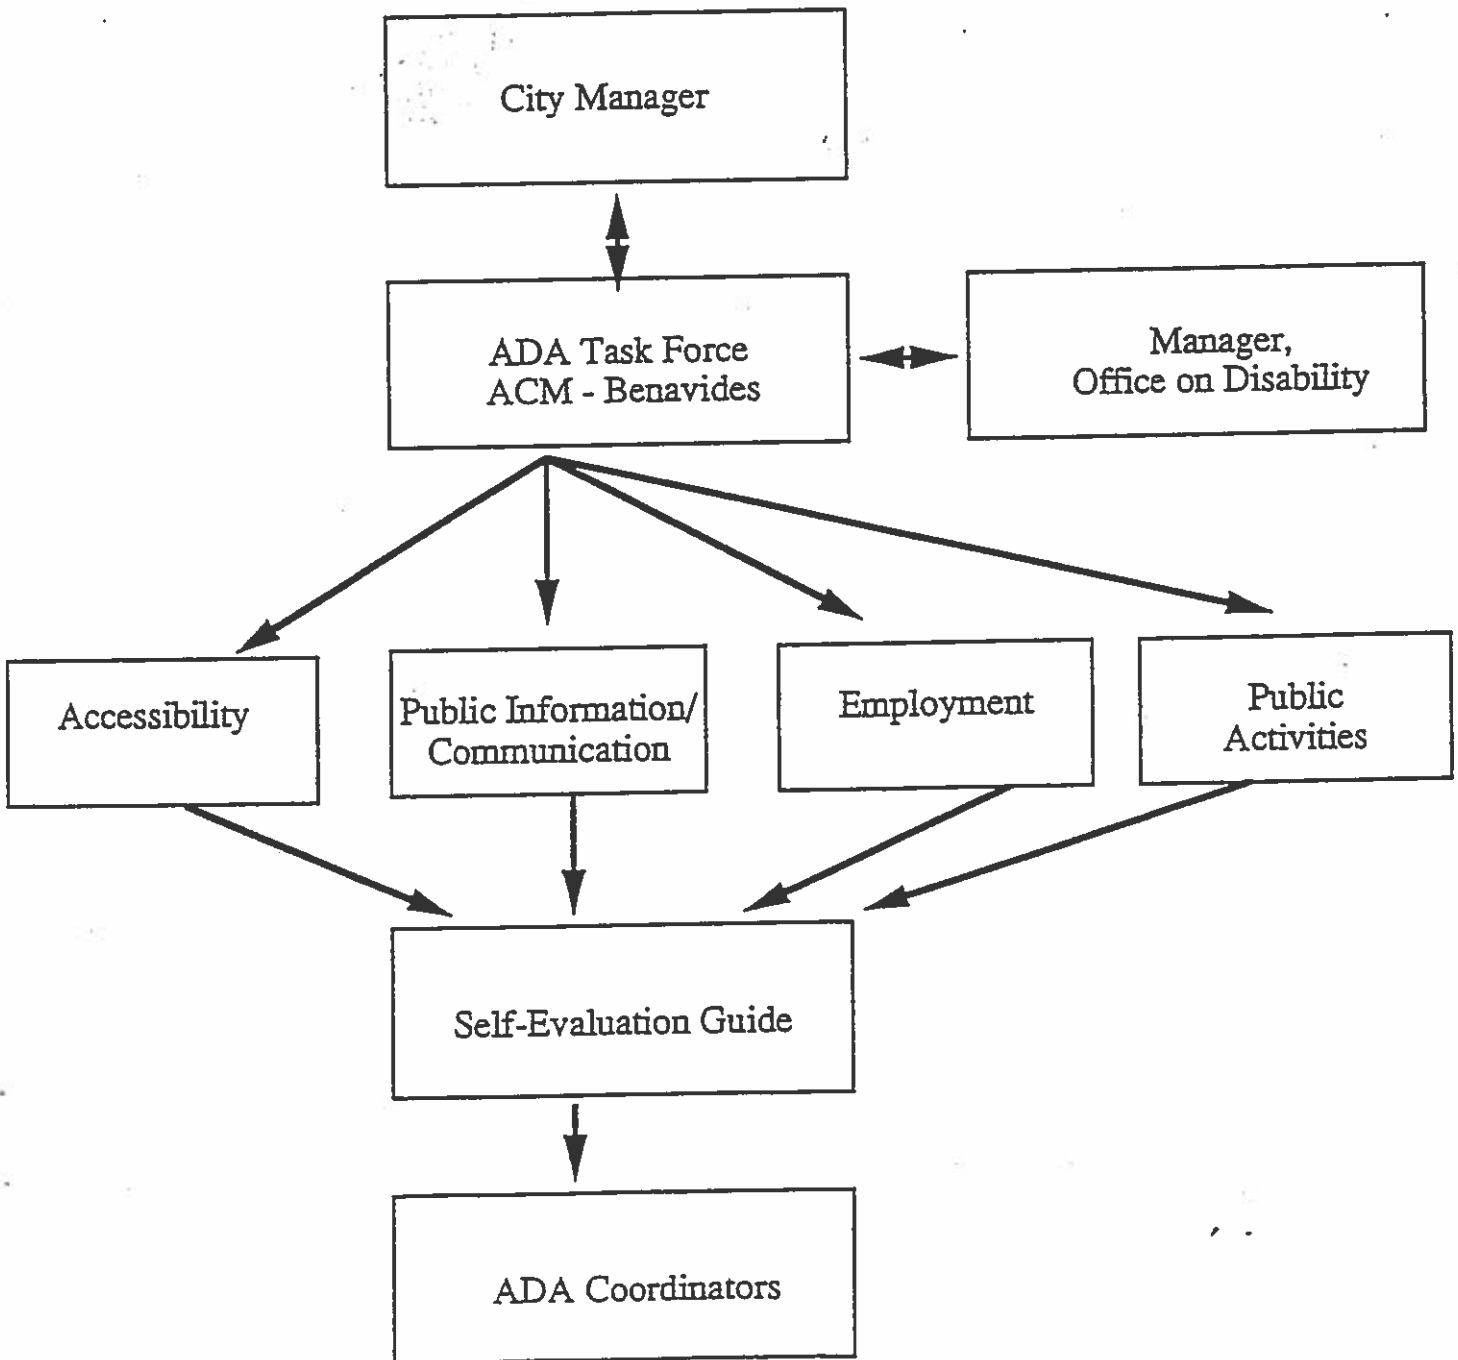 City Manager
ADA Task Force
ACM - Benavides
Manager,
Office on Disability
Accessibility
Public Information/
Communication
Employment
Public
Activities
Self-Evaluation Guide
ADA Coordinators